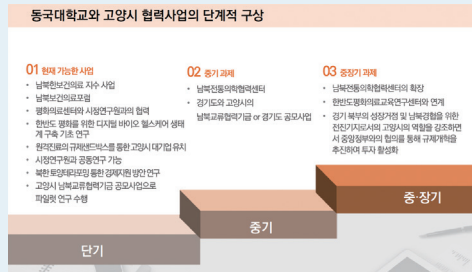 동국대학교와 고양시 협력사업의 단계적 구상
01 현재 가능한 사업
• 남북한보건의료 지수 사업
• 남북보건의료포럼
• 평화의료센터와 시정연구원과의 협력
• 한반도 평화를 위한 디지털 바이오 헬스케어 생태
계 구축 기초 연구
• 원격진료의 규제샌드박스를 통한 고양시 대기업 유치
• 시정연구원과 공동연구 가능
• 북한 토양테라포밍 통한 경제지원 방안 연구
• 고양시 남북교류협력기금 공모사업으로
파일럿 연구 수행
단기
02 중기 과제
• 남북전통의학협력센터
• 경기도와 고양시의
남북교류협력기금 or 경기도 공모사업
중기
03 중장기 과제
• 남북전통의학협력센터의 확장
• 한반도평화의료교육연구센터와 연계
• 경기 북부의 성장거점 및 남북경협을 위한
전진기지로서의 고양시의 역할을 강조하면
서 중앙정부와의 협의를 통해 규제개혁을
추진하여 투자 활성화
중·장기